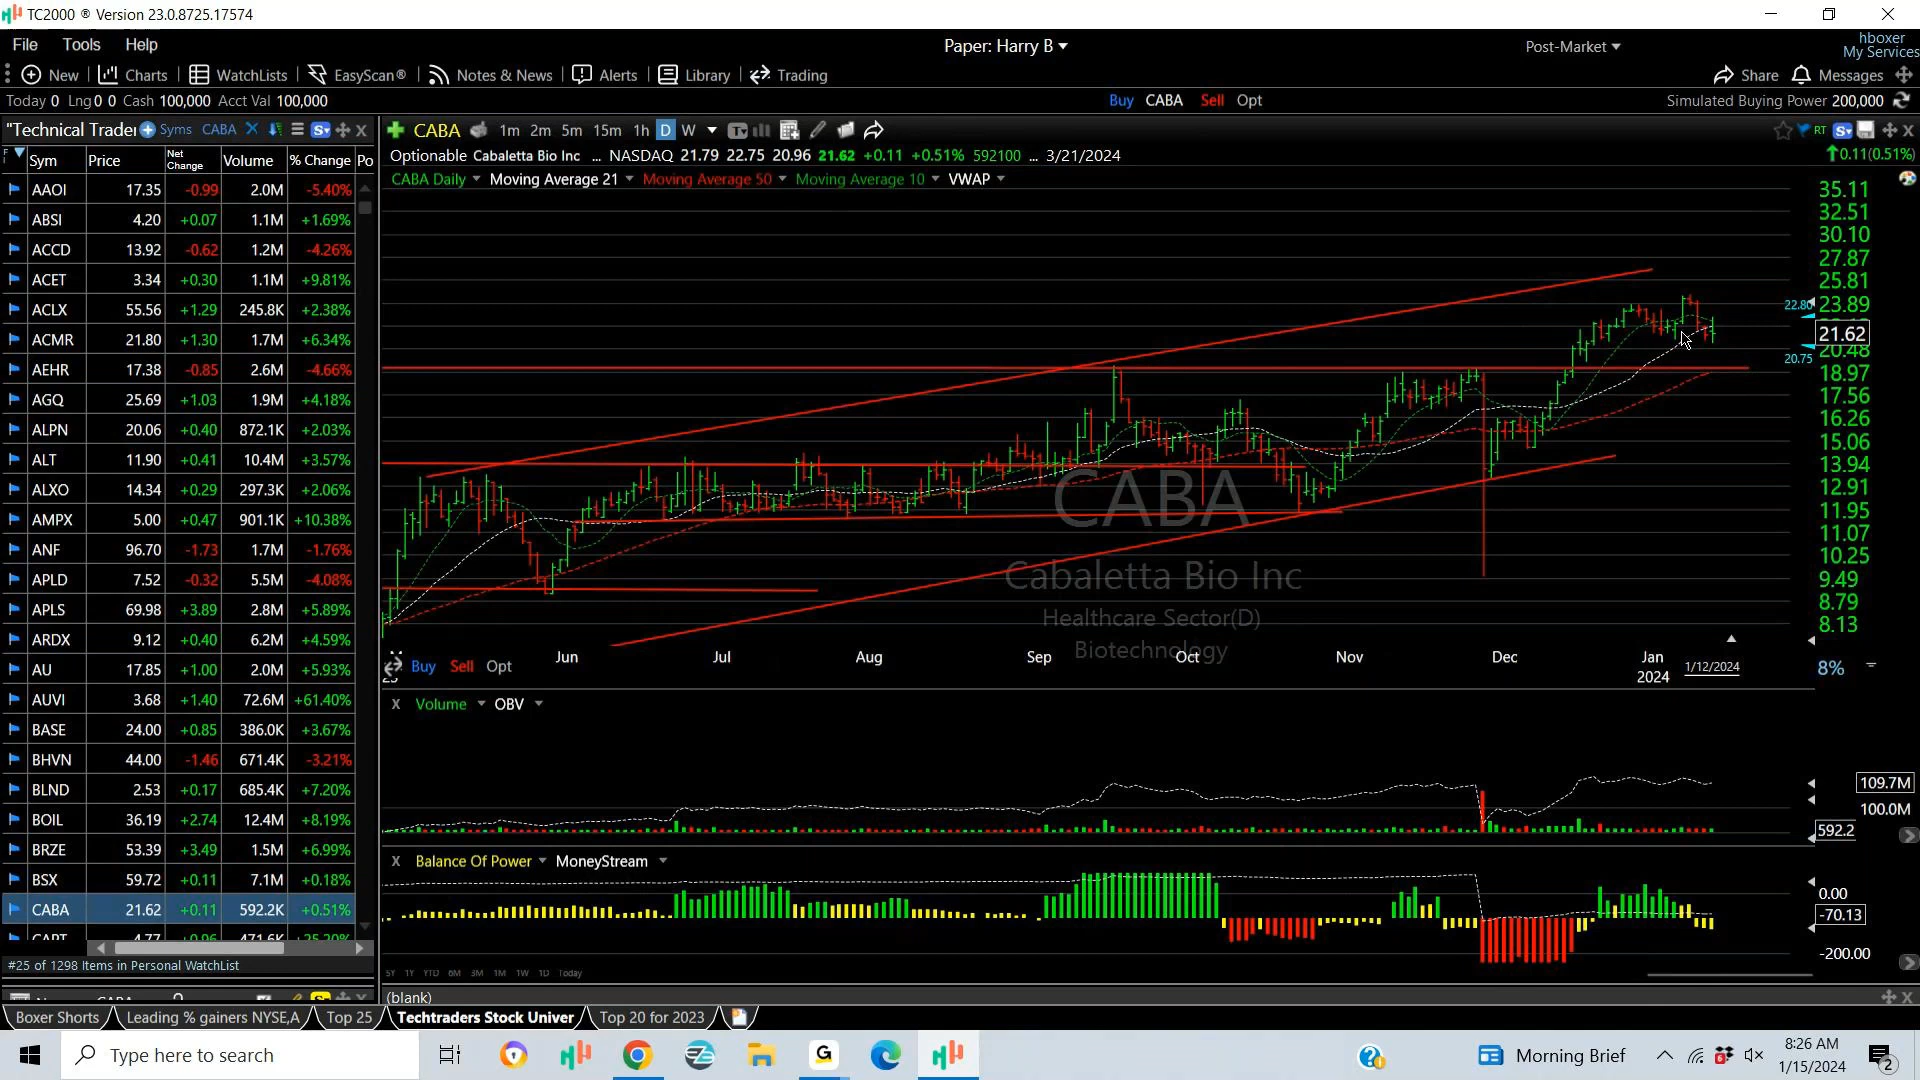 TC2000 ® Version 23.0.8725.17574
File Tools Help Paper: Harry B Post-Market hboxer
My Services
New Charts WatchLists EasyScan® Notes & News Alerts Library Trading Share Messages
Today 0 Lng 0 0 Cash 100,000 Acct Val 100,000 Buy CABA Sell Opt Simulated Buying Power 200,000
"Technical Trader Syms CABA
Sym Price Net Change Volume % Change Po
AAOI 17.35 -0.99 2.0M -5.40%
ABSI 4.20 +0.07 1.1M +1.69%
ACCD 13.92 -0.62 1.2M -4.26%
ACET 3.34 +0.30 1.1M +9.81%
ACLX 55.56 +1.29 245.8K +2.38%
ACMR 21.80 +1.30 1.7M +6.34%
AEHR 17.38 -0.85 2.6M -4.66%
AGQ 25.69 +1.03 1.9M +4.18%
ALPN 20.06 +0.40 872.1K +2.03%
ALT 11.90 +0.41 10.4M +3.57%
ALXO 14.34 +0.29 297.3K +2.06%
AMPX 5.00 +0.47 901.1K +10.38%
ANF 96.70 -1.73 1.7M -1.76%
APLD 7.52 -0.32 5.5M -4.08%
APLS 69.98 +3.89 2.8M +5.89%
ARDX 9.12 +0.40 6.2M +4.59%
AU 17.85 +1.00 2.0M +5.93%
AUVI 3.68 +1.40 72.6M +61.40%
BASE 24.00 +0.85 386.0K +3.67%
BHVN 44.00 -1.46 671.4K -3.21%
BLND 2.53 +0.17 685.4K +7.20%
BOIL 36.19 +2.74 12.4M +8.19%
BRZE 53.39 +3.49 1.5M +6.99%
BSX 59.72 +0.11 7.1M +0.18%
CABA 21.62 +0.11 592.2K +0.51%
#25 of 1298 Items in Personal WatchList
CABA 1m 2m 5m 15m 1h D W RT
Optionable Cabaletta Bio Inc ... NASDAQ 21.79 22.75 20.96 21.62 +0.11 +0.51% 592100 ... 3/21/2024 0.11(0.51%)
CABA Daily Moving Average 21 Moving Average 50 Moving Average 10 VWAP
35.11
32.51
30.10
27.87
25.81
22.80 23.89
21.62
20.48
20.75
18.97
17.56
16.26
15.06
13.94
12.91
11.95
11.07
10.25
9.49
8.79
8.13
CABA
Cabaletta Bio Inc
Healthcare Sector(D)
Biotechnology
Jun Jul Aug Sep Oct Nov Dec Jan
2024 1/12/2024
Buy Sell Opt 8%
Volume OBV
109.7M
100.0M
592.2
Balance Of Power MoneyStream
0.00
-70.13
-200.00
5Y 1Y YTD 6M 3M 1M 1W 1D Today
(blank)
Boxer Shorts Leading % gainers NYSE,A Top 25 Techtraders Stock Univer Top 20 for 2023
Type here to search Morning Brief 8:26 AM
1/15/2024 2